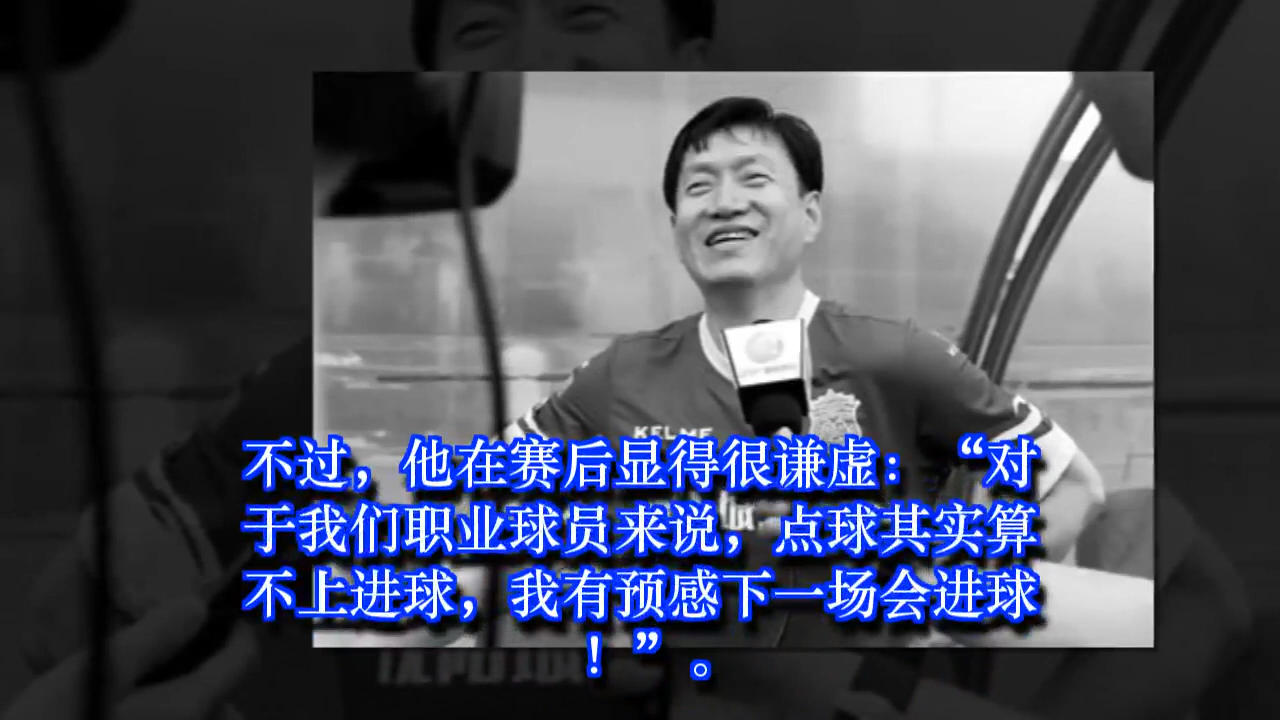 KELME
不过，他在赛后显得很谦虚：“对
于我们职业球员来说，点球其实算
不上进球，我有预感下一场会进球
！”。